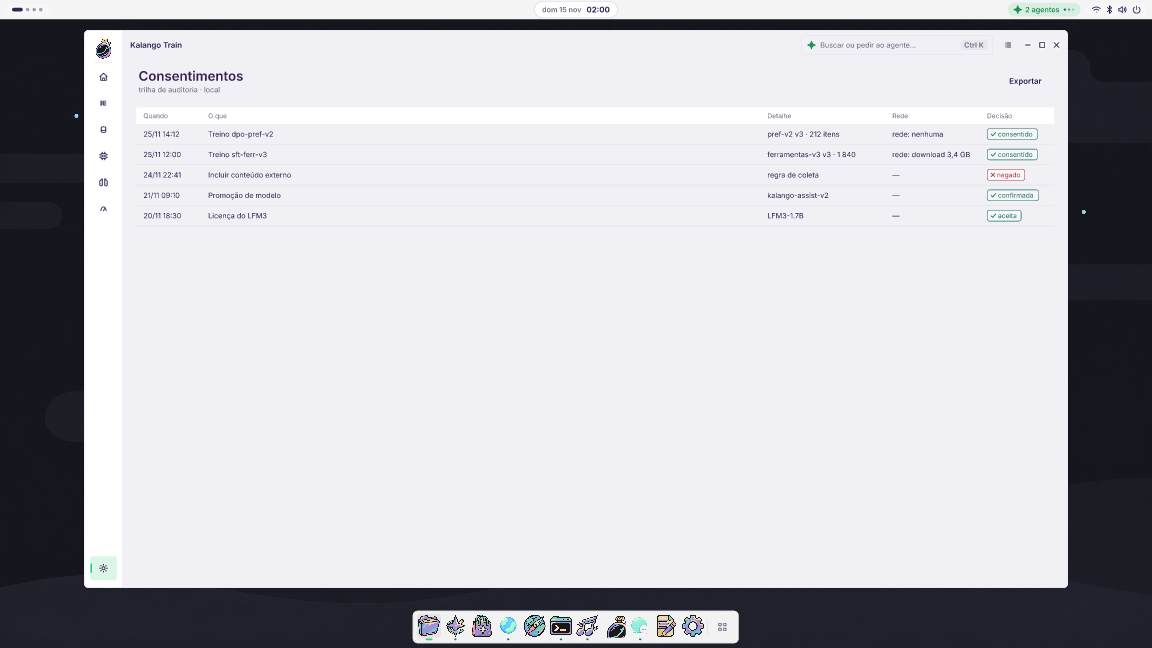 dom 15 nov 02:00
2 agentes
Kalango Train
Buscar ou pedir ao agente... Ctrl K
Consentimentos
trilha de auditoria · local
Exportar
Quando O que Detalhe Rede Decisão
25/11 14:12 Treino dpo-pref-v2 pref-v2 v3 · 212 itens rede: nenhuma consentido
25/11 12:00 Treino sft-ferr-v3 ferramentas-v3 v3 · 1 840 rede: download 3,4 GB consentido
24/11 22:41 Incluir conteúdo externo regra de coleta — negado
21/11 09:10 Promoção de modelo kalango-assist-v2 — confirmada
20/11 18:30 Licença do LFM3 LFM3-1.7B — aceita